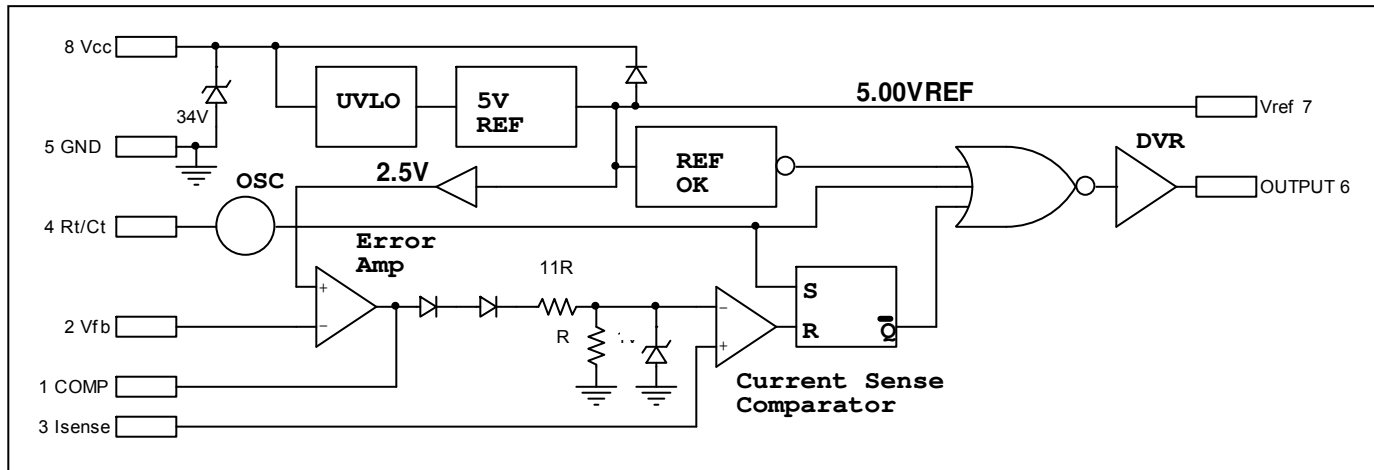 8 Vcc
34V
UVLO
5V
REF
5.00VREF
Vref 7
5 GND
DVR
REF
OK
2.5V
OSC
OUTPUT 6
4 Rt/Ct
Error
Amp
11R
S
+
−
−
2 Vfb
R
R
Q̅
+
1 COMP
Current Sense
Comparator
3 Isense